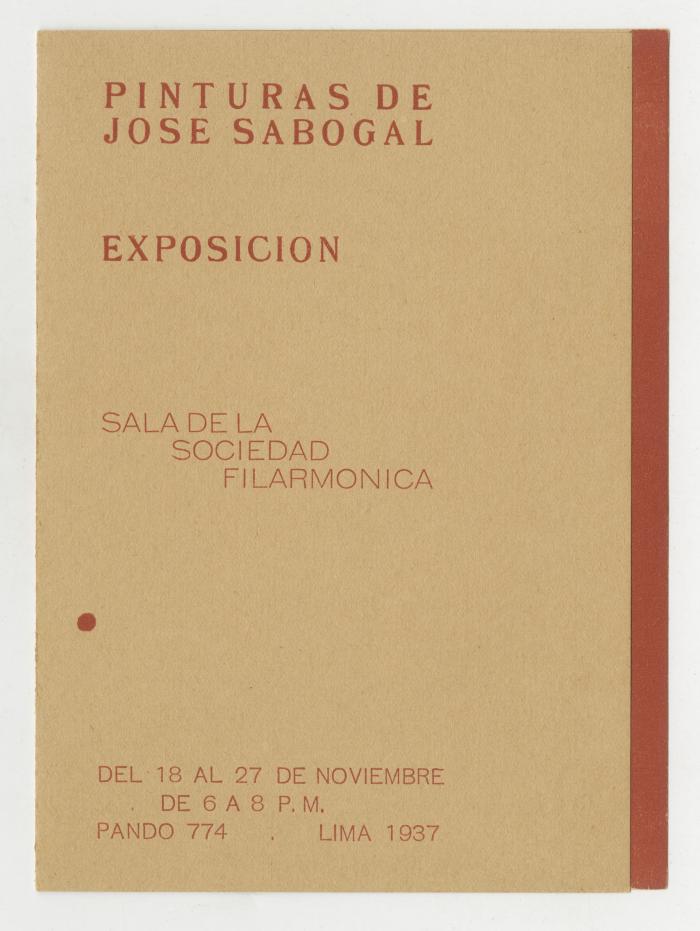 PINTURAS DE
JOSE SABOGAL
EXPOSICION
SALA DE LA
SOCIEDAD
FILARMONICA
DEL 18 AL 27 DE NOVIEMBRE
. DE 6 A 8 P. M.
PANDO 774 . LIMA 1937